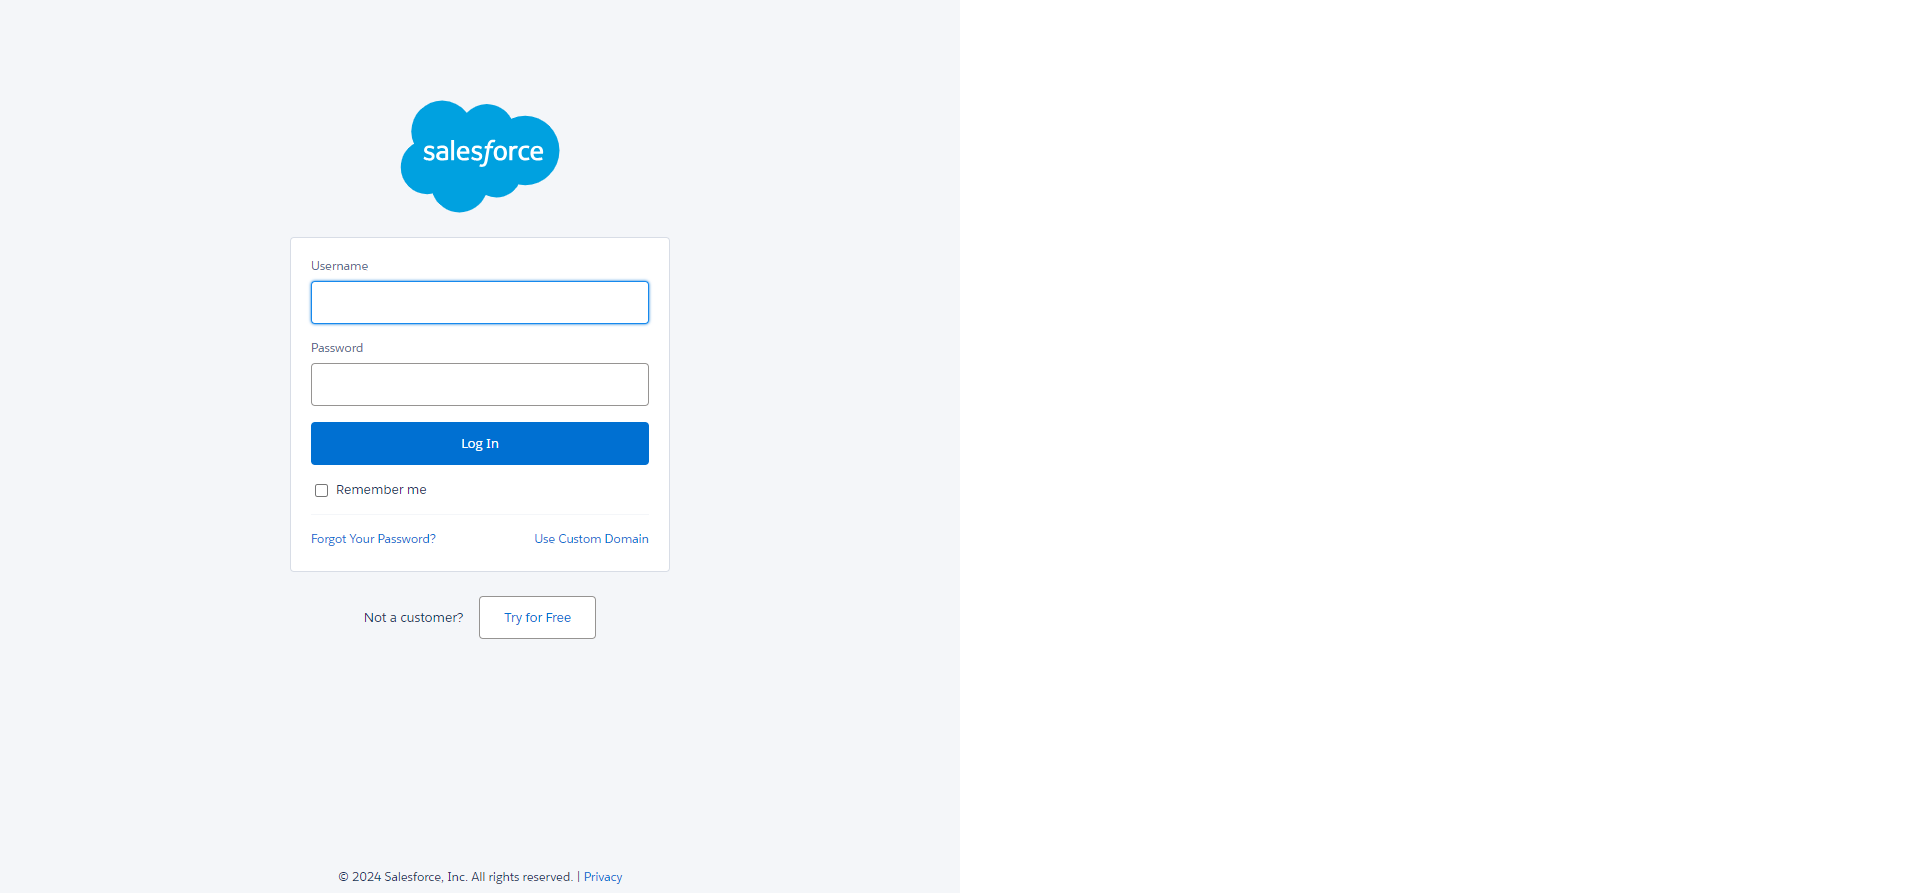 salesforce
Username
Password
Log In
Remember me
Forgot Your Password? Use Custom Domain
Not a customer? Try for Free
© 2024 Salesforce, Inc. All rights reserved. | Privacy